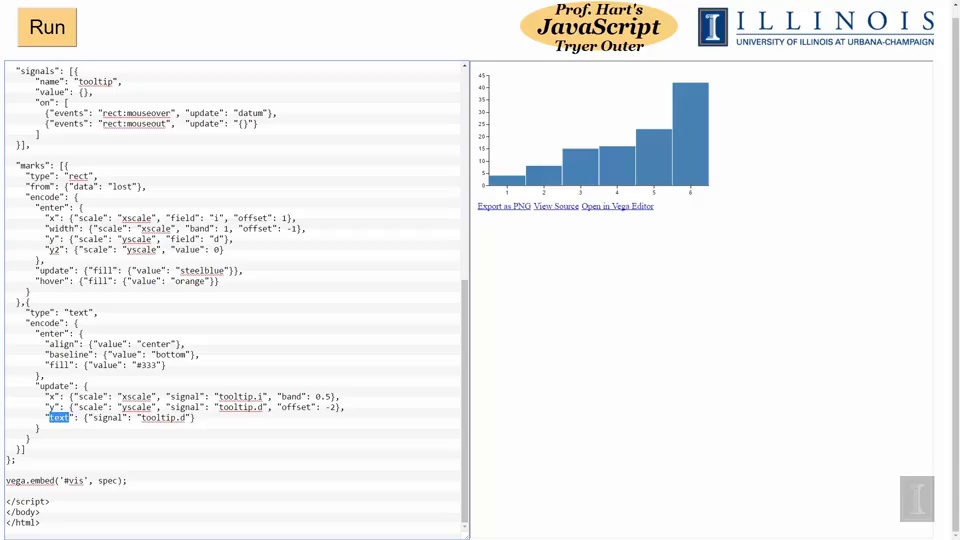 Run
Prof. Hart's
JavaScript
Tryer Outer
I ILLINOIS
UNIVERSITY OF ILLINOIS AT URBANA-CHAMPAIGN
"signals": [{
"name": "tooltip",
"value": {},
"on": [
{"events": "rect:mouseover", "update": "datum"},
{"events": "rect:mouseout",  "update": "{}"}
]
}],
"marks": [{
"type": "rect",
"from": {"data": "lost"},
"encode": {
"enter": {
"x": {"scale": "xscale", "field": "i", "offset": 1},
"width": {"scale": "xscale", "band": 1, "offset": -1},
"y": {"scale": "yscale", "field": "d"},
"y2": {"scale": "yscale", "value": 0}
},
"update": {"fill": {"value": "steelblue"}},
"hover": {"fill": {"value": "orange"}}
}
},{
"type": "text",
"encode": {
"enter": {
"align": {"value": "center"},
"baseline": {"value": "bottom"},
"fill": {"value": "#333"}
},
"update": {
"x": {"scale": "xscale", "signal": "tooltip.i", "band": 0.5},
"y": {"scale": "yscale", "signal": "tooltip.d", "offset": -2},
"text": {"signal": "tooltip.d"}
}
}
}]
};
vega.embed('#vis', spec);
</script>
</body>
</html>
45
40
35
30
25
20
15
10
5
0
1 2 3 4 5 6
Export as PNG View Source Open in Vega Editor
I